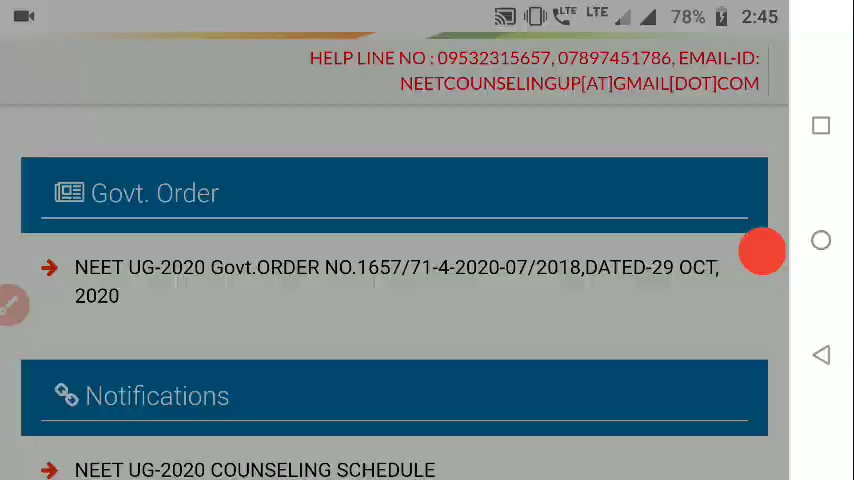 LTE LTE 78% 2:45
HELP LINE NO : 09532315657, 07897451786, EMAIL-ID:
NEETCOUNSELINGUP[AT]GMAIL[DOT]COM
Govt. Order
NEET UG-2020 Govt.ORDER NO.1657/71-4-2020-07/2018,DATED-29 OCT,
2020
Notifications
NEET UG-2020 COUNSELING SCHEDULE